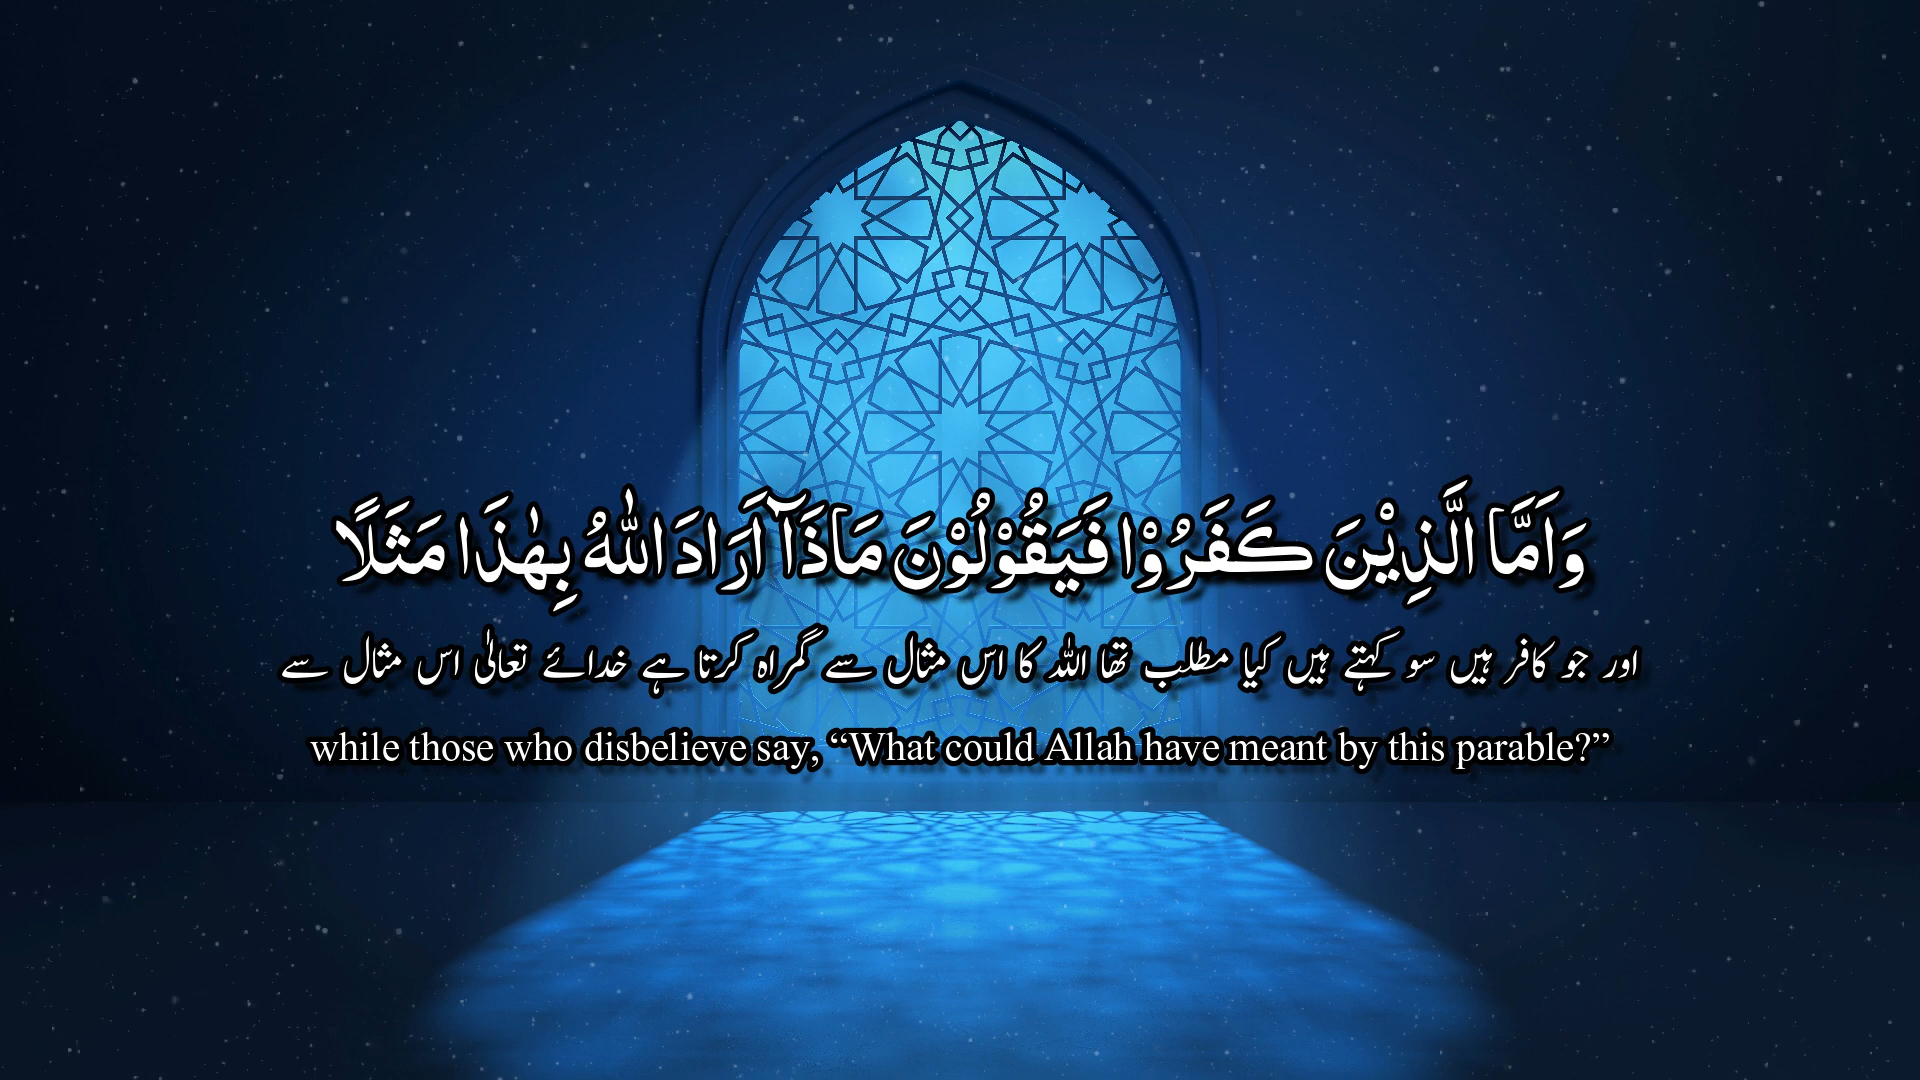 وَاَمَّا الَّذِیْنَ كَفَرُوْا فَیَقُوْلُوْنَ مَاذَاۤ اَرَادَ اللّٰهُ بِهٰذَا مَثَلًا
اور جو کافر ہیں سو کہتے ہیں کیا مطلب تھا اللہ کا اس مثال سے گمراہ کرتا ہے خدائے تعالٰی اس مثال سے
while those who disbelieve say, “What could Allah have meant by this parable?”